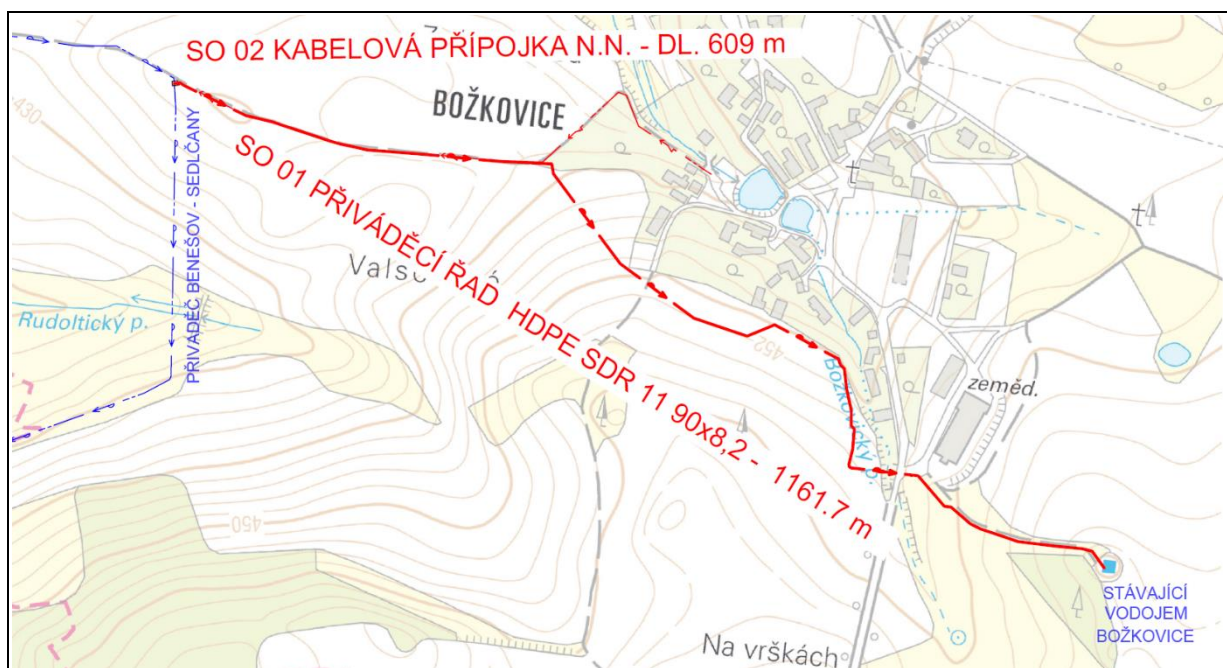 SO 02 KABELOVÁ PŘÍPOJKA N.N. - DL. 609 m
BOŽKOVICE
430
SO 01 PŘIVÁDĚCÍ ŘAD HDPE SDR 11 90x8,2 - 1161.7 m
PŘIVADĚČ BENEŠOV - SEDLČANY
Rudoltický p.
452
Božkovický p.
zeměd.
450
Na vrškách
STÁVAJÍCÍ
VODOJEM
BOŽKOVICE